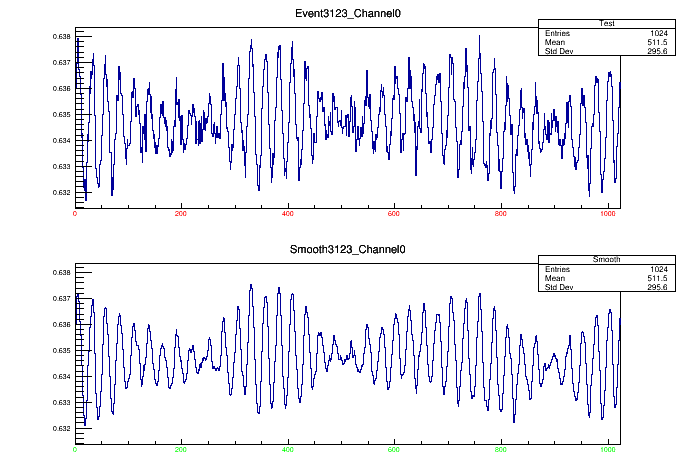 Event3123_Channel0
Test
Entries 1024
Mean 511.5
Std Dev 295.6
0.638
0.637
0.636
0.635
0.634
0.633
0.632
0 200 400 600 800 1000
Smooth3123_Channel0
Smooth
Entries 1024
Mean 511.5
Std Dev 295.6
0.638
0.637
0.636
0.635
0.634
0.633
0.632
0 200 400 600 800 1000